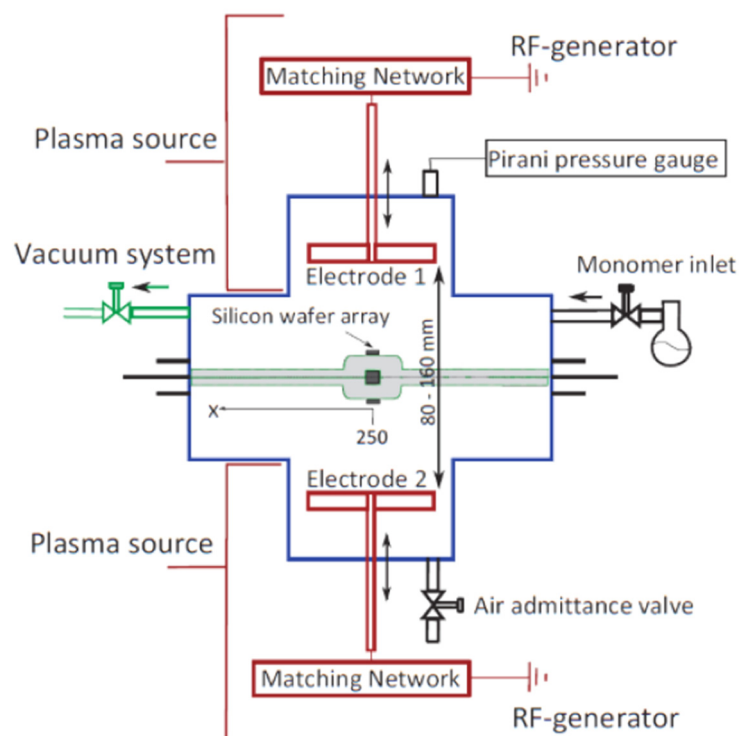 RF-generator
Matching Network
Plasma source
Pirani pressure gauge
Vacuum system
Electrode 1
Monomer inlet
Silicon wafer array
80 - 160 mm
X
250
Electrode 2
Plasma source
Air admittance valve
Matching Network
RF-generator